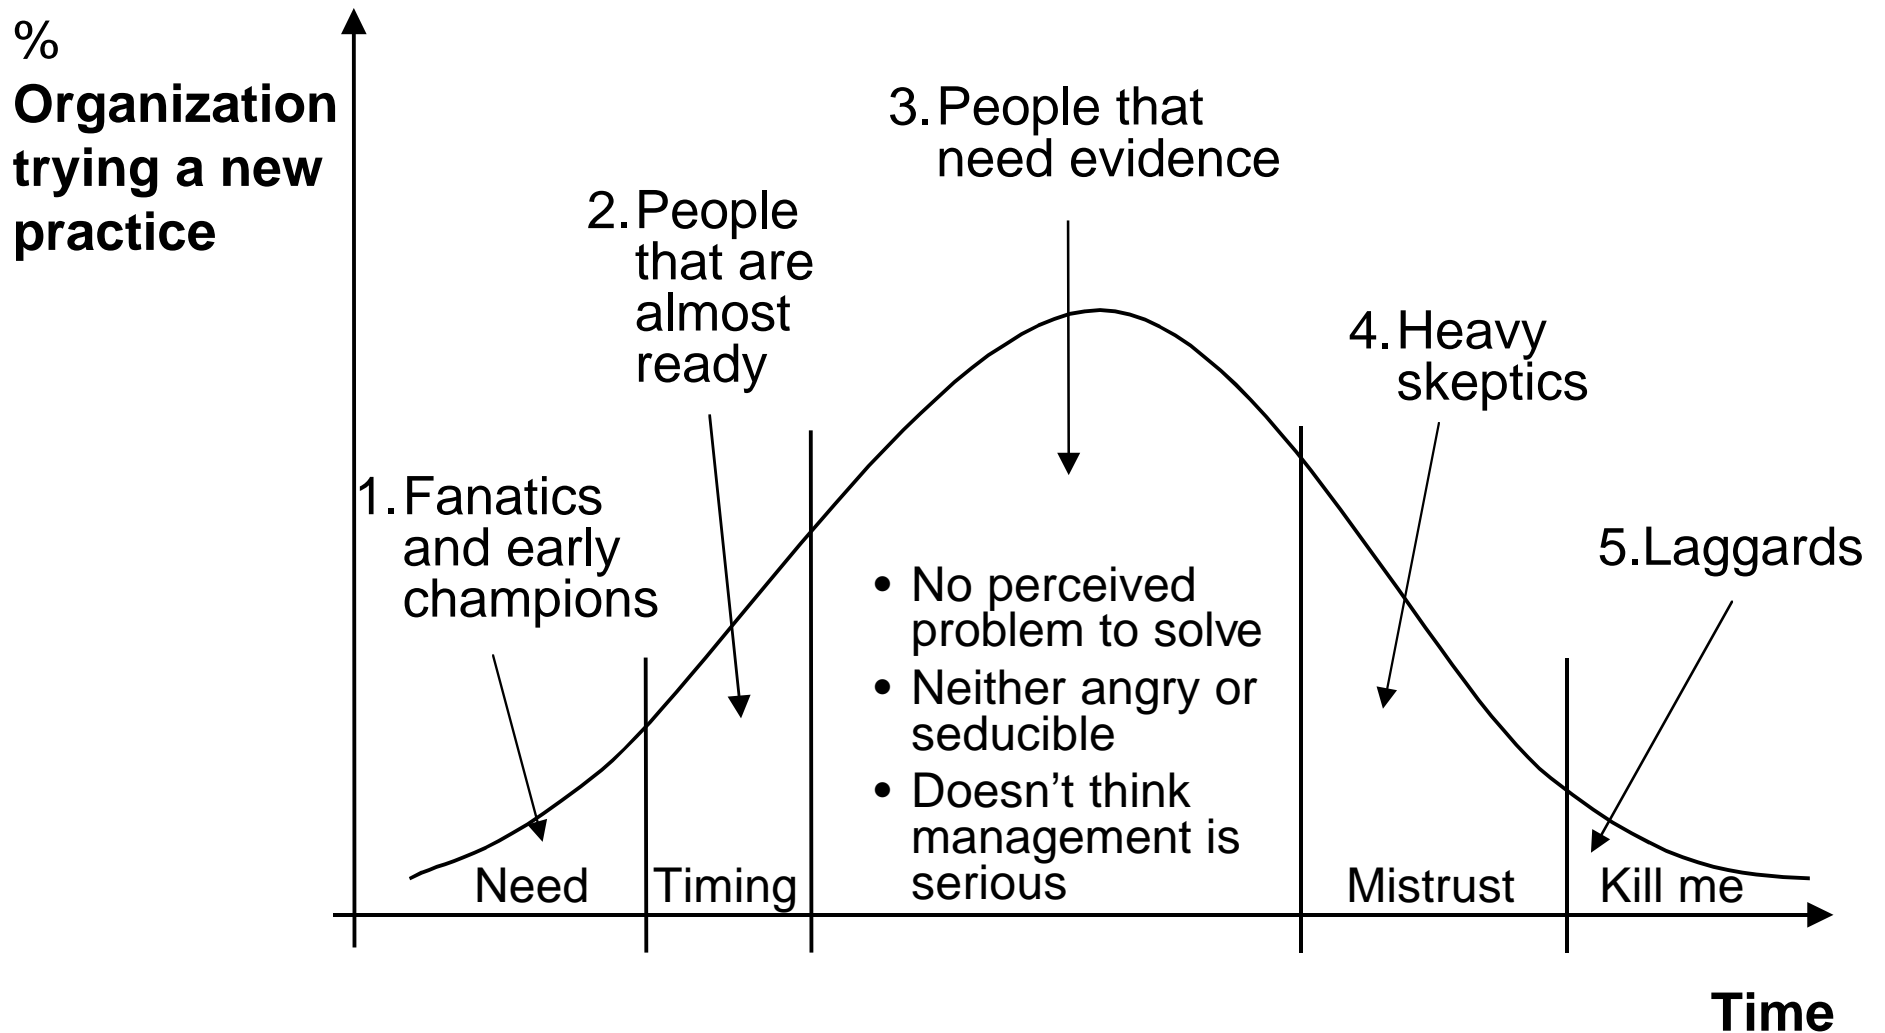 %
Organization
trying a new
practice
3. People that
need evidence
2. People
that are
almost
ready
4. Heavy
skeptics
1. Fanatics
and early
champions
5.Laggards
• No perceived
problem to solve
• Neither angry or
seducible
• Doesn't think
management is
serious
Need
Timing
Mistrust
Kill me
Time